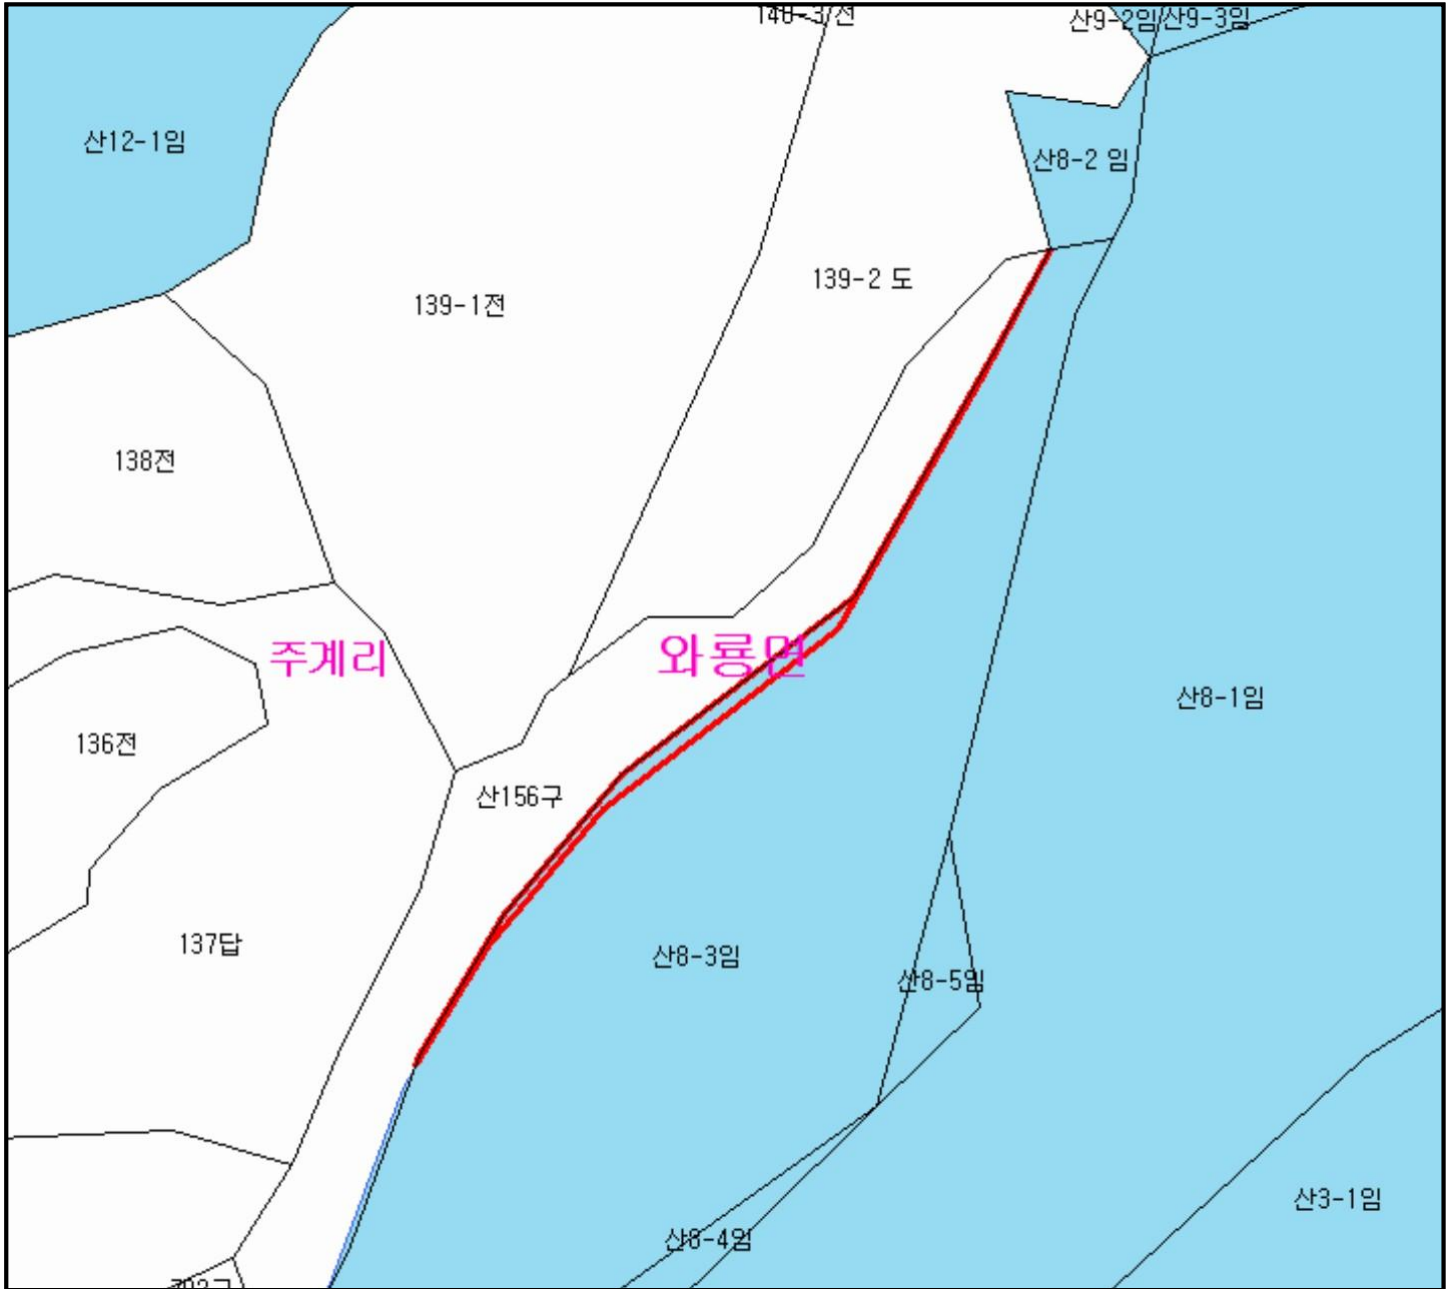 산9-2임
산9-3임
산12-1임
산8-2 임
139-2 도
139-1전
138전
주계리
와룡면
산8-1임
136전
산156구
137답
산8-3임
산8-5임
산3-1임
산8-4임